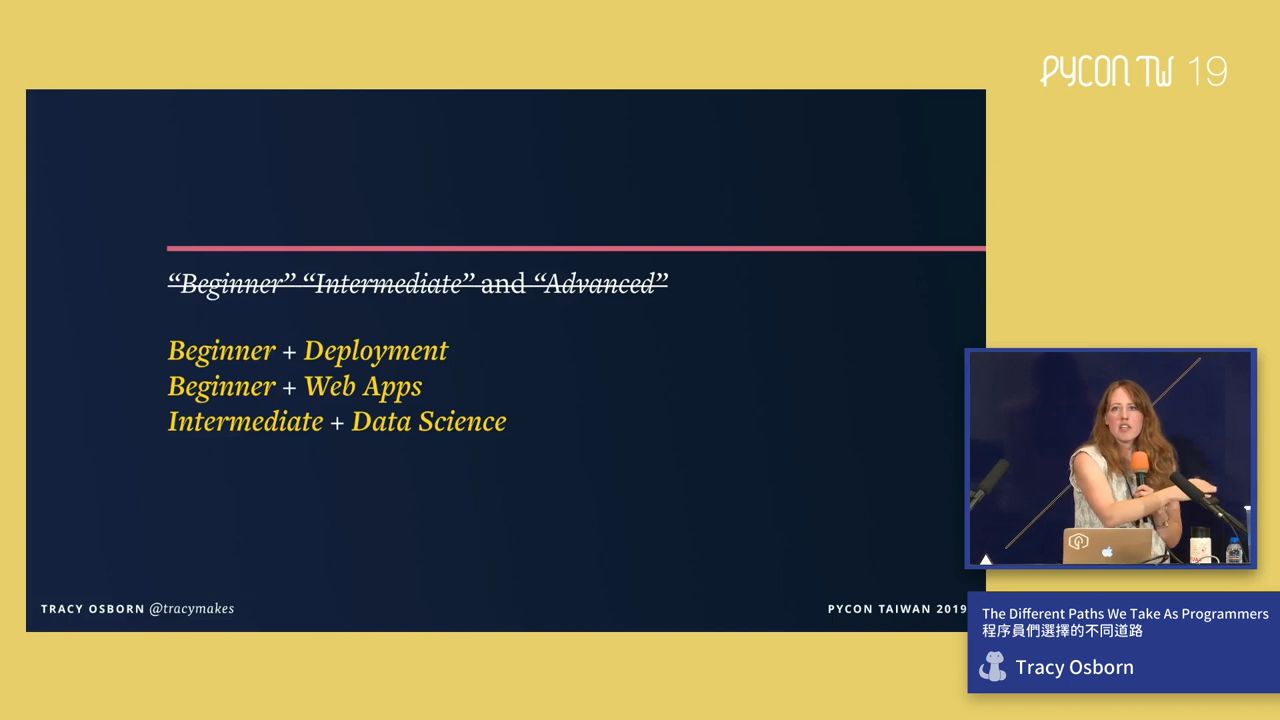 PYCON TW 19
“Beginner” “Intermediate” and “Advanced”
Beginner + Deployment
Beginner + Web Apps
Intermediate + Data Science
TRACY OSBORN @tracymakes
PYCON TAIWAN 2019
The Different Paths We Take As Programmers
程序員們選擇的不同道路
Tracy Osborn